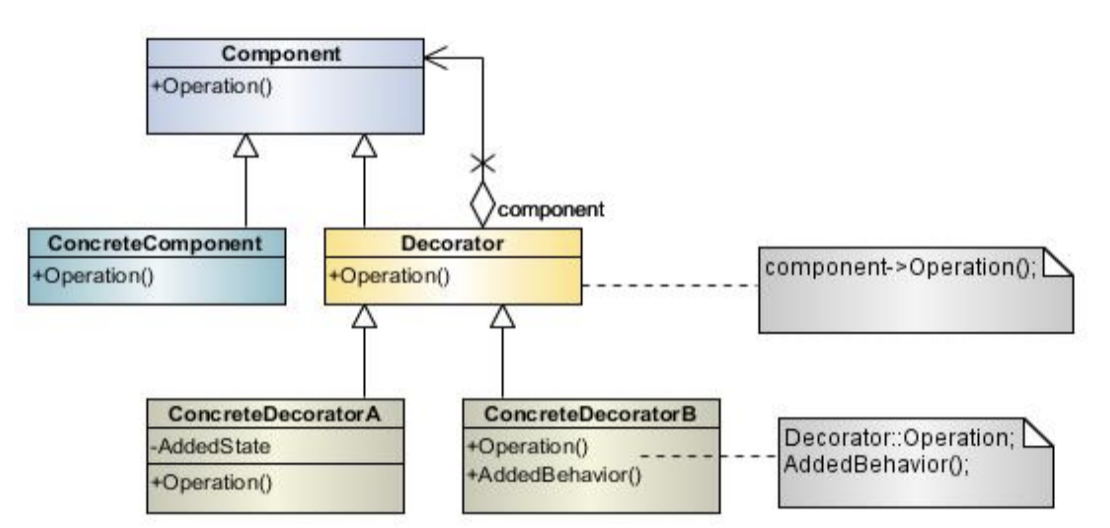 Component
+Operation()
component
ConcreteComponent
+Operation()
Decorator
+Operation()
component->Operation();
ConcreteDecoratorA
-AddedState
+Operation()
ConcreteDecoratorB
+Operation()
+AddedBehavior()
Decorator::Operation;
AddedBehavior();